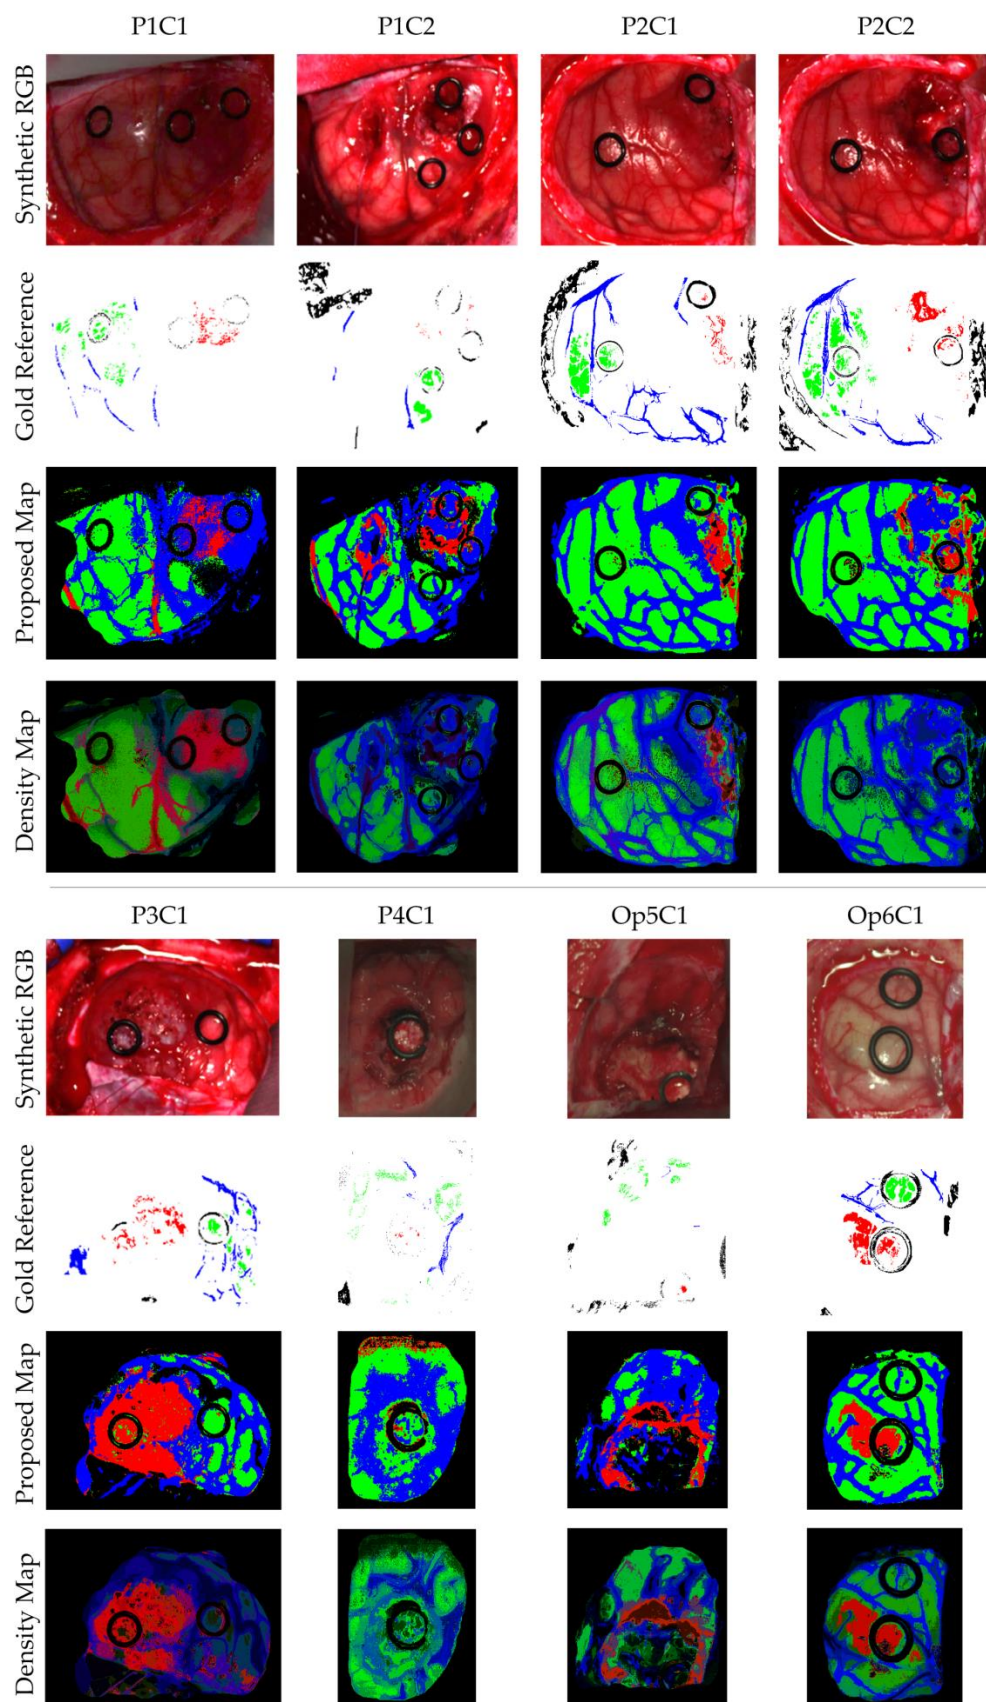 P1C1 P1C2 P2C1 P2C2
Synthetic RGB
Gold Reference
Proposed Map
Density Map
P3C1 P4C1 Op5C1 Op6C1
Synthetic RGB
Gold Reference
Proposed Map
Density Map